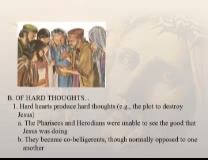 B. OF HARD THOUGHTS...
1. Hard hearts produce hard thoughts (e.g., the plot to destroy
Jesus)
a. The Pharisees and Herodians were unable to see the good that
Jesus was doing
b. They became co-belligerents, though normally opposed to one
another